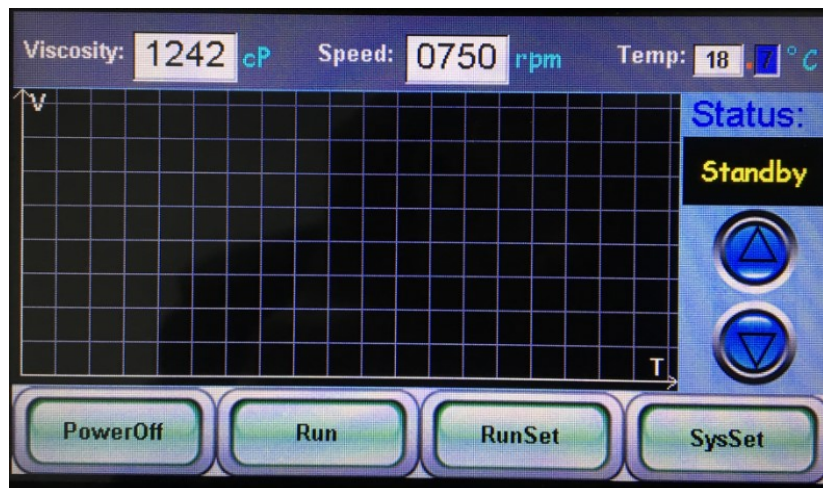 Viscosity: 1242 cP Speed: 0750 rpm Temp: 18 .7 °C
V
Status:
Standby
T
PowerOff Run RunSet SysSet